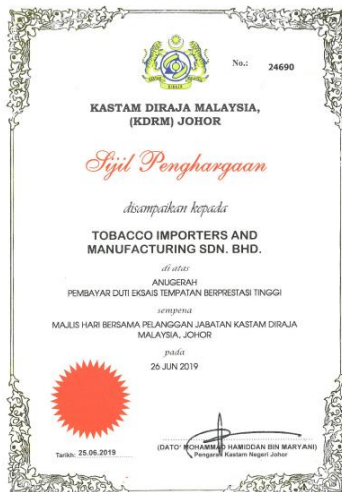 No.: 24690
KASTAM DIRAJA MALAYSIA,
(KDRM) JOHOR
Sijil Penghargaan
disampaikan kepada
TOBACCO IMPORTERS AND
MANUFACTURING SDN. BHD.
di atas
ANUGERAH
PEMBAYAR DUTI EKSAIS TEMPATAN BERPRESTASI TINGGI
sempena
MAJLIS HARI BERSAMA PELANGGAN JABATAN KASTAM DIRAJA
MALAYSIA, JOHOR
pada
26 JUN 2019
Tarikh: 25.06.2019
(DATO' MOHAMMAD HAMIDDAN BIN MARYANI)
Pengarah Kastam Negeri Johor